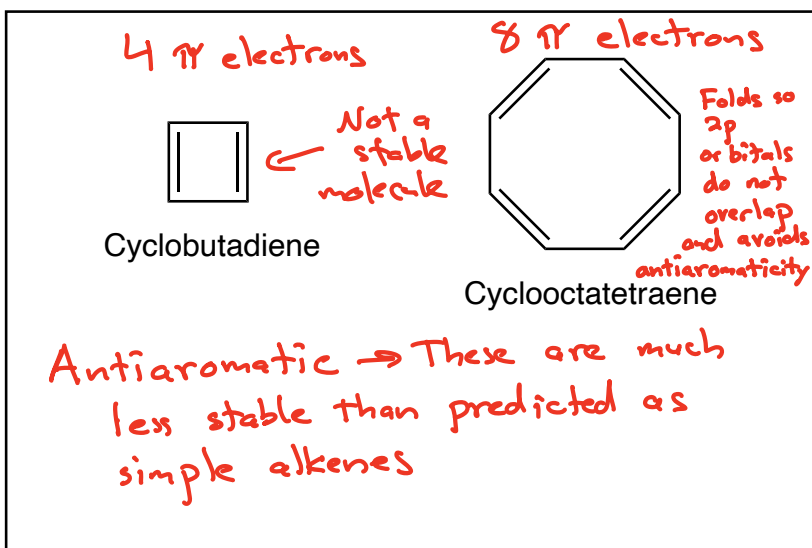 4 π electrons
8 π electrons
Not a
stable
molecule
Cyclobutadiene
Folds so
2p
orbitals
do not
overlap
and avoids
antiaromaticity
Cyclooctatetraene
Antiaromatic → These are much
less stable than predicted as
simple alkenes